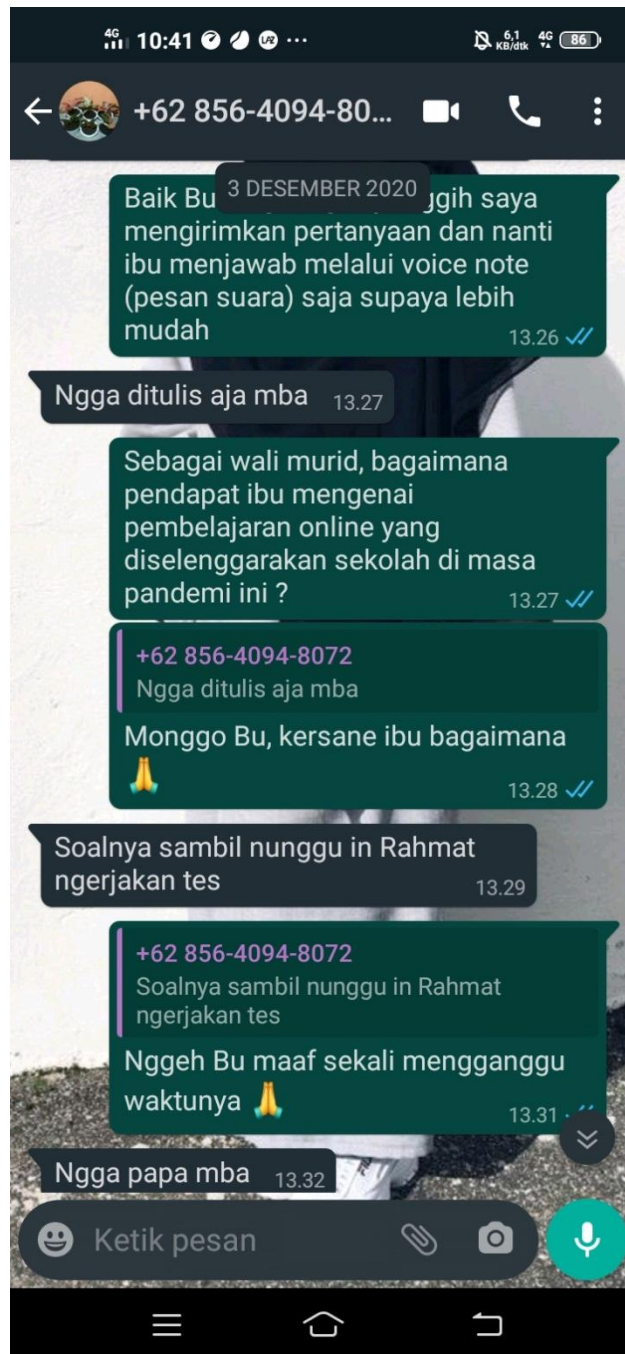 4G 10:41 LAZ ...
6,1 KB/dtk 4G 86
+62 856-4094-80...
3 DESEMBER 2020
Baik Bu ggih saya
mengirimkan pertanyaan dan nanti
ibu menjawab melalui voice note
(pesan suara) saja supaya lebih
mudah
13.26
Ngga ditulis aja mba 13.27
Sebagai wali murid, bagaimana
pendapat ibu mengenai
pembelajaran online yang
diselenggarakan sekolah di masa
pandemi ini ?
13.27
+62 856-4094-8072
Ngga ditulis aja mba
Monggo Bu, kersane ibu bagaimana
🙏
13.28
Soalnya sambil nunggu in Rahmat
ngerjakan tes
13.29
+62 856-4094-8072
Soalnya sambil nunggu in Rahmat
ngerjakan tes
Nggeh Bu maaf sekali mengganggu
waktunya 🙏
13.31
Ngga papa mba 13.32
Ketik pesan